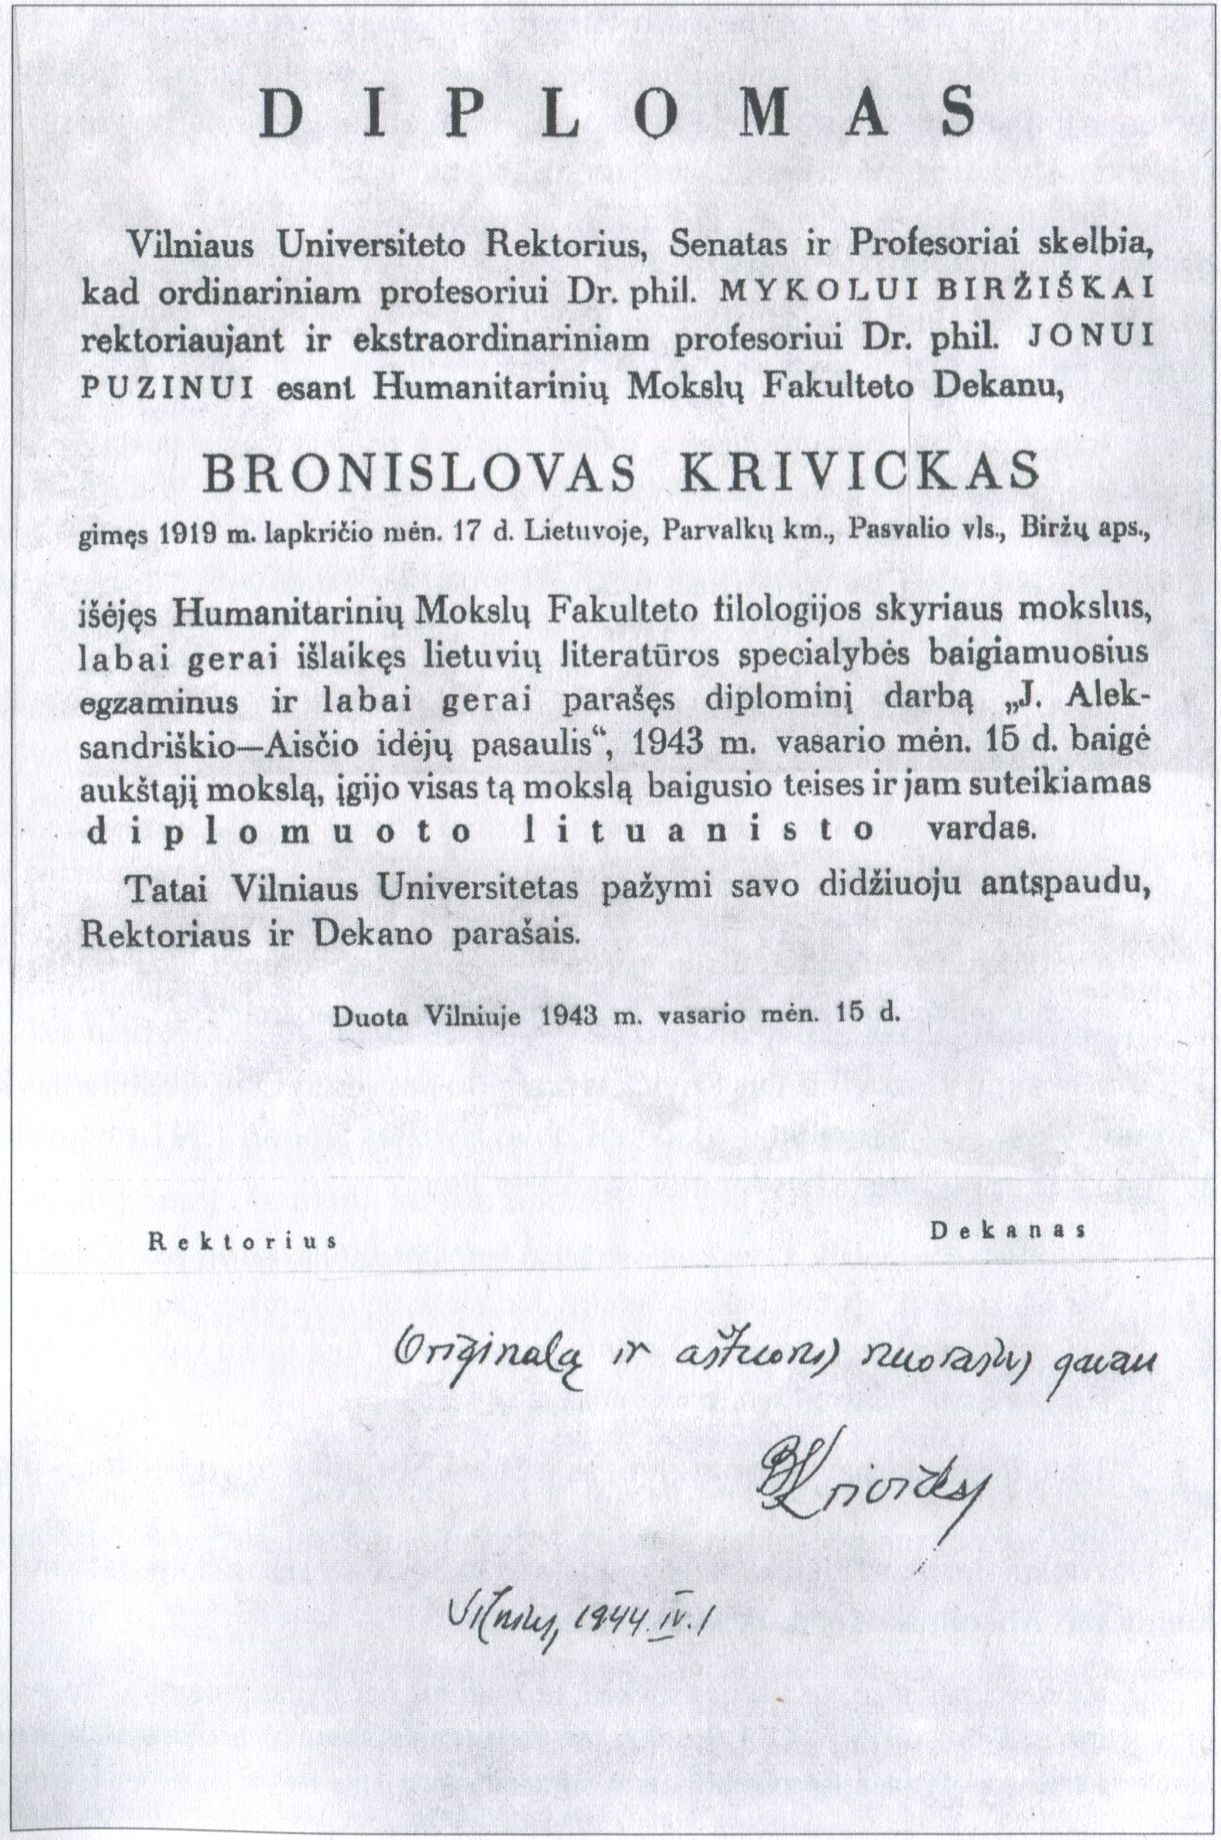 DIPLOMAS
Vilniaus Universiteto Rektorius, Senatas ir Profesoriai skelbia,
kad ordinariniam profesoriui Dr. phil. MYKOLUI BIRŽIŠKAI
rektoriaujant ir ekstraordinariniam profesoriui Dr. phil. JONUI
PUZINUI esant Humanitarinių Mokslų Fakulteto Dekanu,
BRONISLOVAS KRIVICKAS
gimęs 1919 m. lapkričio mėn. 17 d. Lietuvoje, Parvalkų km., Pasvalio vls., Biržų aps.,
išėjęs Humanitarinių Mokslų Fakulteto filologijos skyriaus mokslus,
labai gerai išlaikęs lietuvių literatūros specialybės baigiamuosius
egzaminus ir labai gerai parašęs diplominį darbą „J. Alek-
sandriškio—Aisčio idėjų pasaulis“, 1943 m. vasario mėn. 15 d. baigė
aukštąjį mokslą, įgijo visas tą mokslą baigusio teises ir jam suteikiamas
diplomuoto lituanisto vardas.
Tatai Vilniaus Universitetas pažymi savo didžiuoju antspaudu,
Rektoriaus ir Dekano parašais.
Duota Vilniuje 1943 m. vasario mėn. 15 d.
Rektorius Dekanas
Originalą ir aštuonis nuorašus gavau
BKrivickas
Vilnius, 1944.IV.1